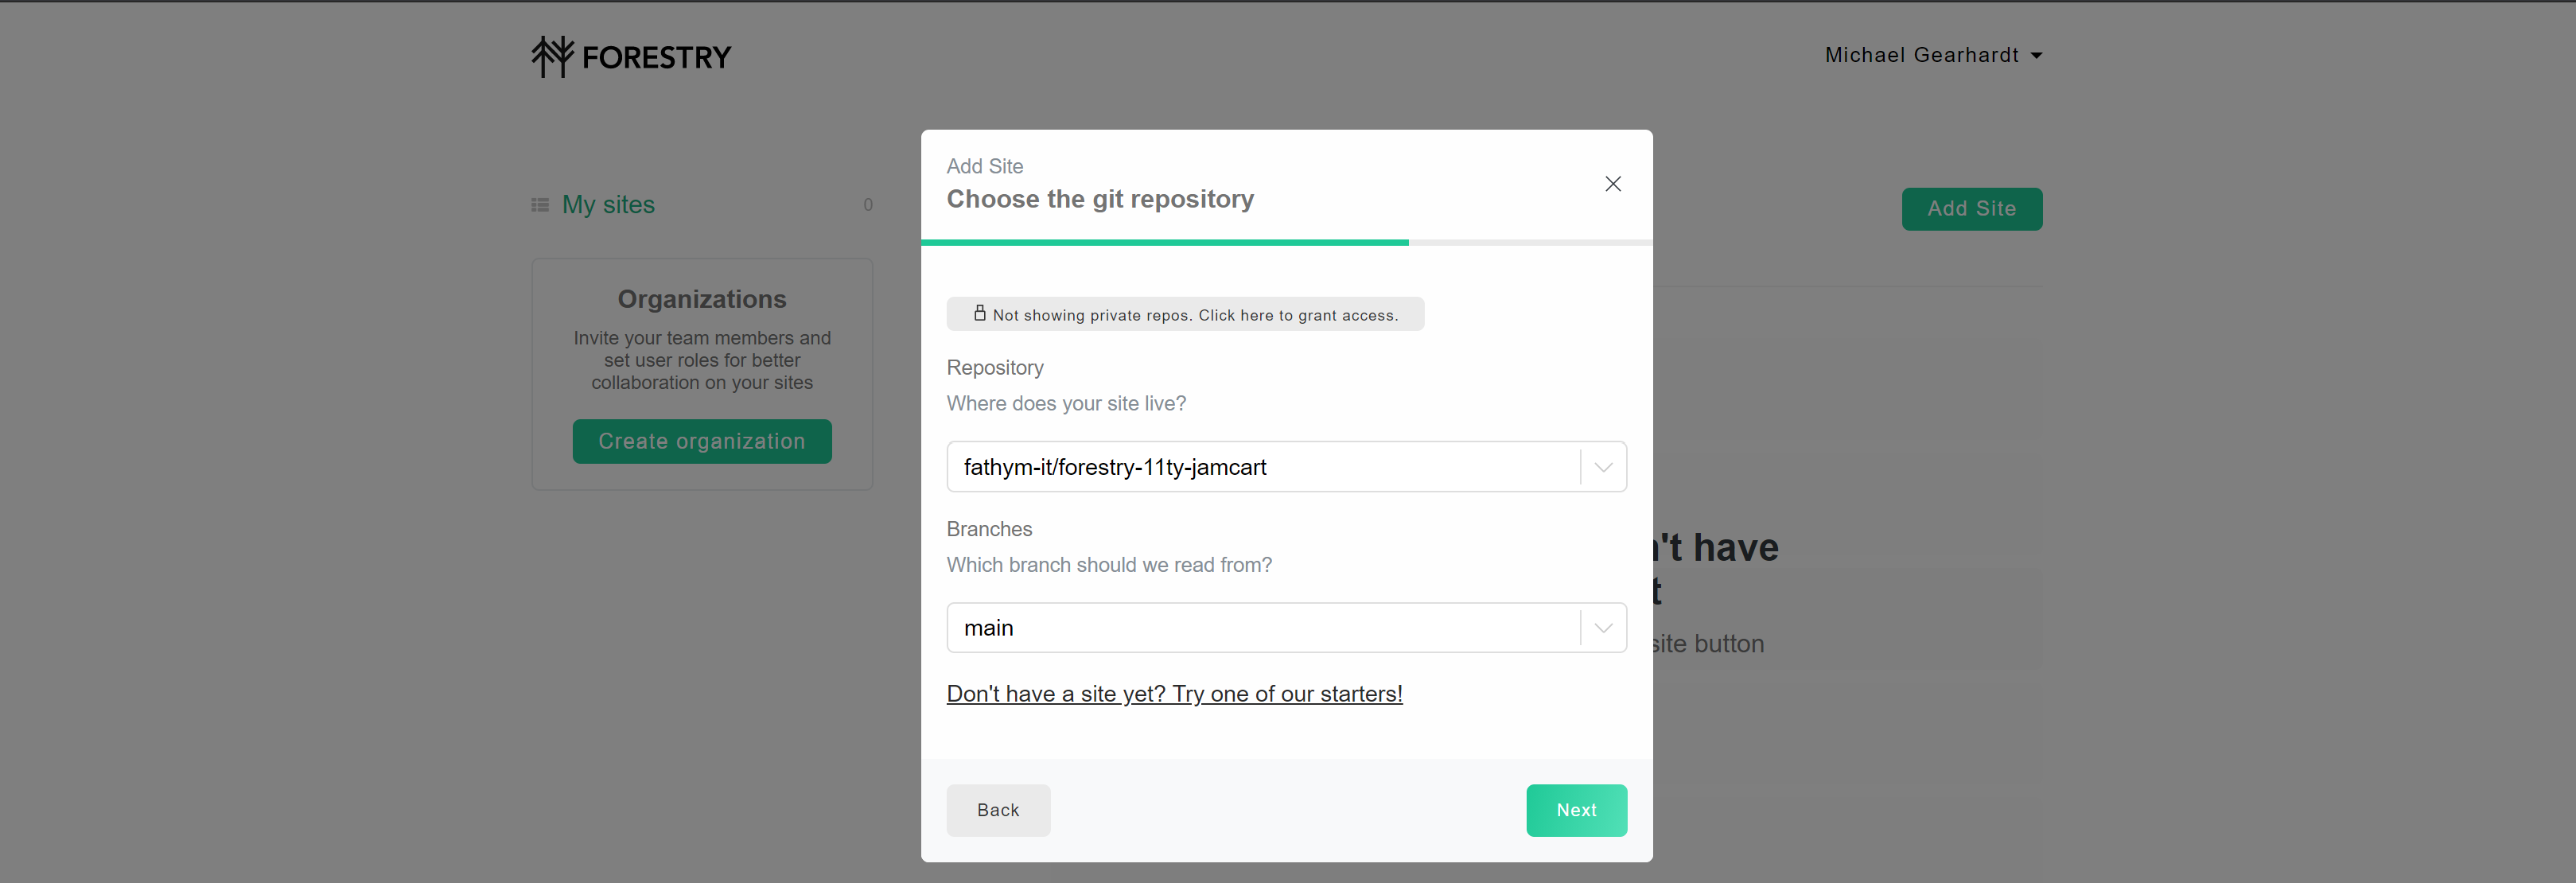 FORESTRY
Michael Gearhardt
My sites 0
Add Site
Organizations
Invite your team members and
set user roles for better
collaboration on your sites
Create organization
Add Site
Choose the git repository
Not showing private repos. Click here to grant access.
Repository
Where does your site live?
fathym-it/forestry-11ty-jamcart
Branches
Which branch should we read from?
main
Don't have a site yet? Try one of our starters!
Back
Next
't have
t
site button